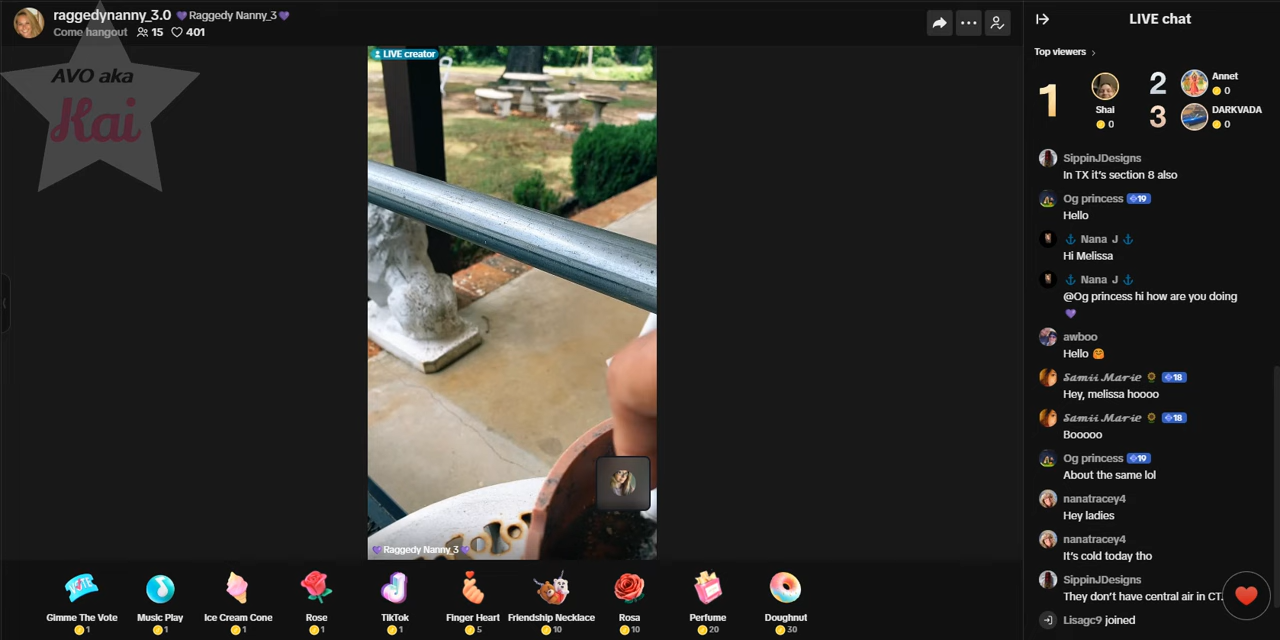 raggedynanny_3.0 💜Raggedy Nanny_3💜
Come hangout 15 401
AVO aka
Kai
LIVE creator
💜 Raggedy Nanny_3 💜
LIVE chat
Top viewers
1
Shal
0
2
Annet
0
3
DARKVADA
0
SippinJDesigns
In TX it's section 8 also
Og princess 19
Hello
⚓ Nana J ⚓
Hi Melissa
⚓ Nana J ⚓
@Og princess hi how are you doing
💜
awboo
Hello 🤗
𝓢𝓪𝓶𝓲𝓲 𝓜𝓪𝓻𝓲𝓮 🌻 18
Hey, melissa hoooo
𝓢𝓪𝓶𝓲𝓲 𝓜𝓪𝓻𝓲𝓮 🌻 18
Booooo
Og princess 19
About the same lol
nanatracey4
Hey ladies
nanatracey4
It's cold today tho
SippinJDesigns
They don't have central air in CT.
Lisagc9 joined
Gimme The Vote
1
Music Play
1
Ice Cream Cone
1
Rose
1
TikTok
1
Finger Heart
5
Friendship Necklace
10
Rosa
10
Perfume
20
Doughnut
30